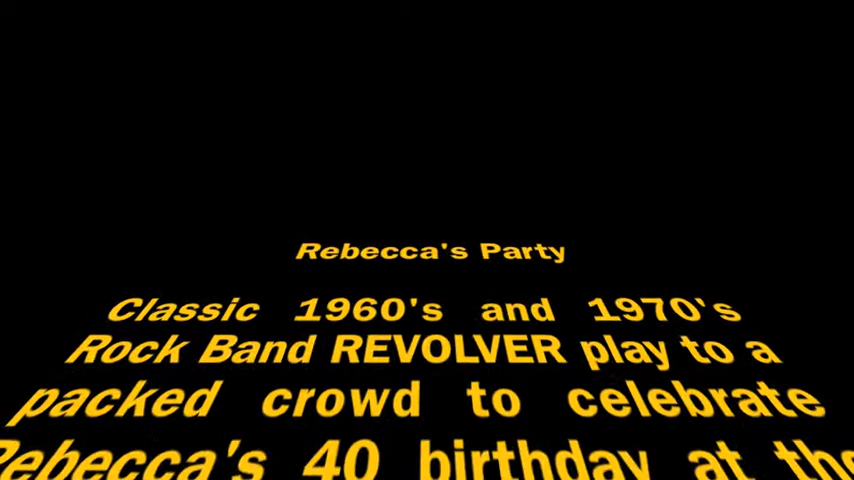 Rebecca's Party
Classic 1960's and 1970's
Rock Band REVOLVER play to a
packed crowd to celebrate
Rebecca's 40 birthday at the